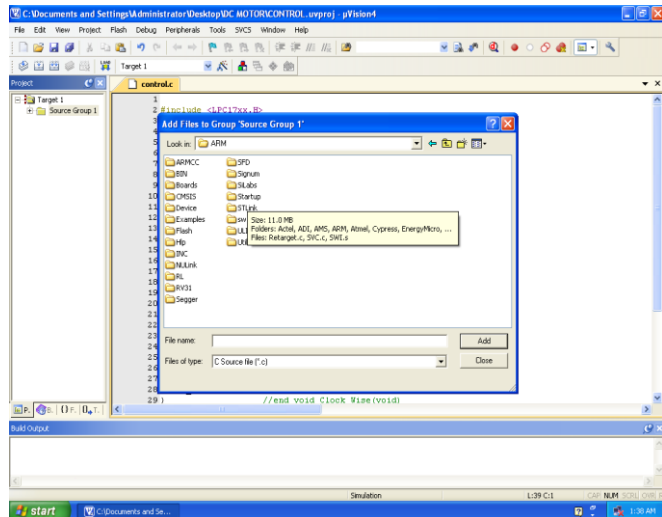 C:\Documents and Settings\Administrator\Desktop\DC MOTOR\CONTROL.uvproj - µVision4
File Edit View Project Flash Debug Peripherals Tools SVCS Window Help
Target 1
Project
control.c
Target 1
Source Group 1
1
2 #include <LPC17xx.H>
Add Files to Group 'Source Group 1'
Look in: ARM
ARMCC
BIN
Boards
CMSIS
Device
Examples
Flash
Hlp
INC
NULink
RL
RV31
Segger
SFD
Signum
SiLabs
Startup
STLink
Size: 11.0 MB
Folders: Actel, ADI, AMS, ARM, Atmel, Cypress, EnergyMicro, ...
Files: Retarget.c, SVC.c, SWI.s
File name:
Add
Files of type: C Source file (*.c)
Close
29 } //end void Clock Wise(void)
Build Output
Simulation
L:39 C:1
CAP NUM SCRL OVR
start
C:\Documents and Se...
1:38 AM